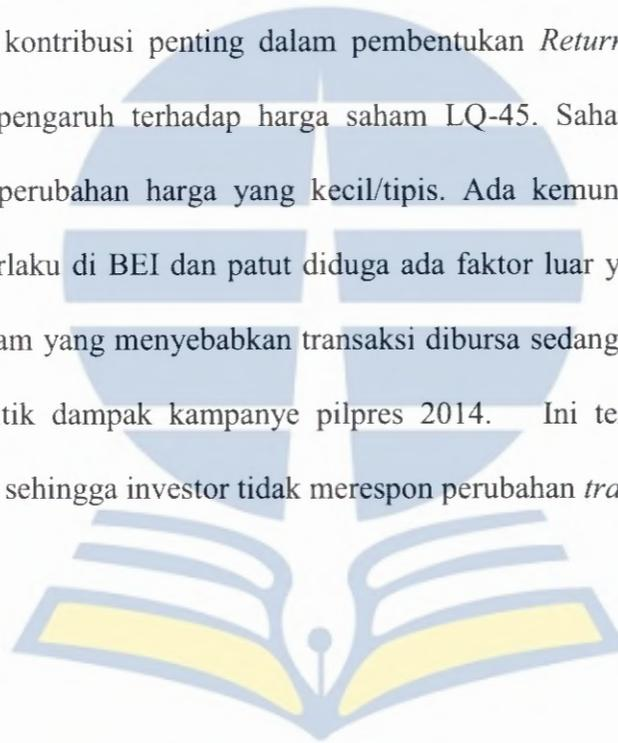 kontribusi penting dalam pembentukan Return
pengaruh terhadap harga saham LQ-45. Saha
perubahan harga yang kecil/tipis. Ada kemun
rlaku di BEI dan patut diduga ada faktor luar y
am yang menyebabkan transaksi dibursa sedang
tik dampak kampanye pilpres 2014. Ini te
sehingga investor tidak merespon perubahan tra